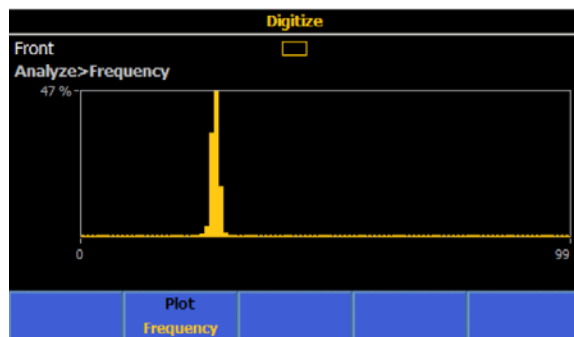 Digitize
Front
Analyze>Frequency
47 %
0 99
Plot
Frequency